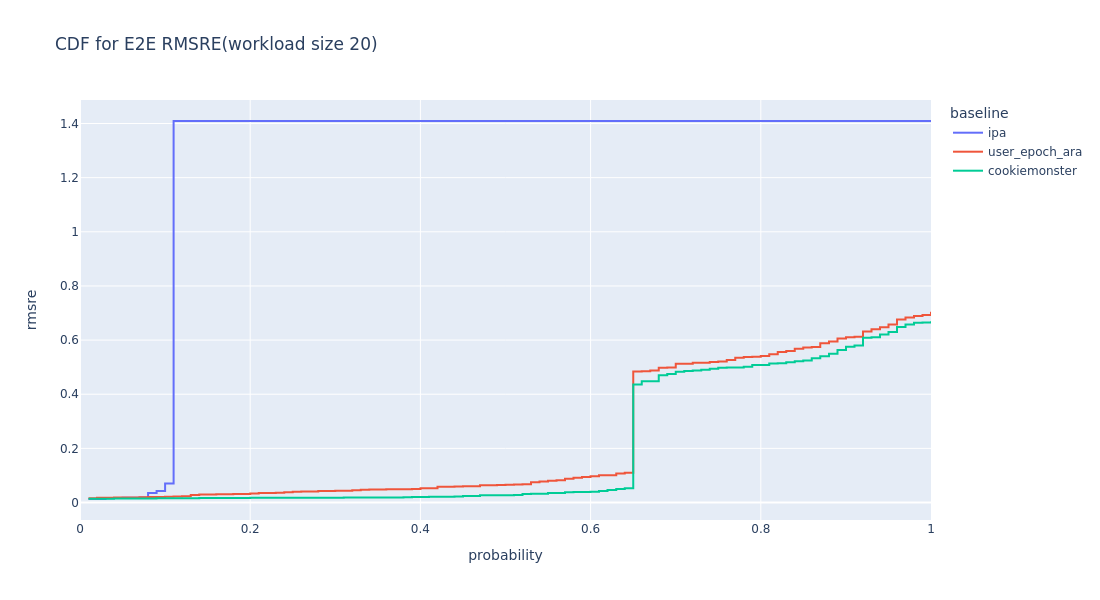 CDF for E2E RMSRE(workload size 20)
baseline
ipa
user_epoch_ara
cookiemonster
rmsre
1.4
1.2
1
0.8
0.6
0.4
0.2
0
0
0.2
0.4
0.6
0.8
1
probability